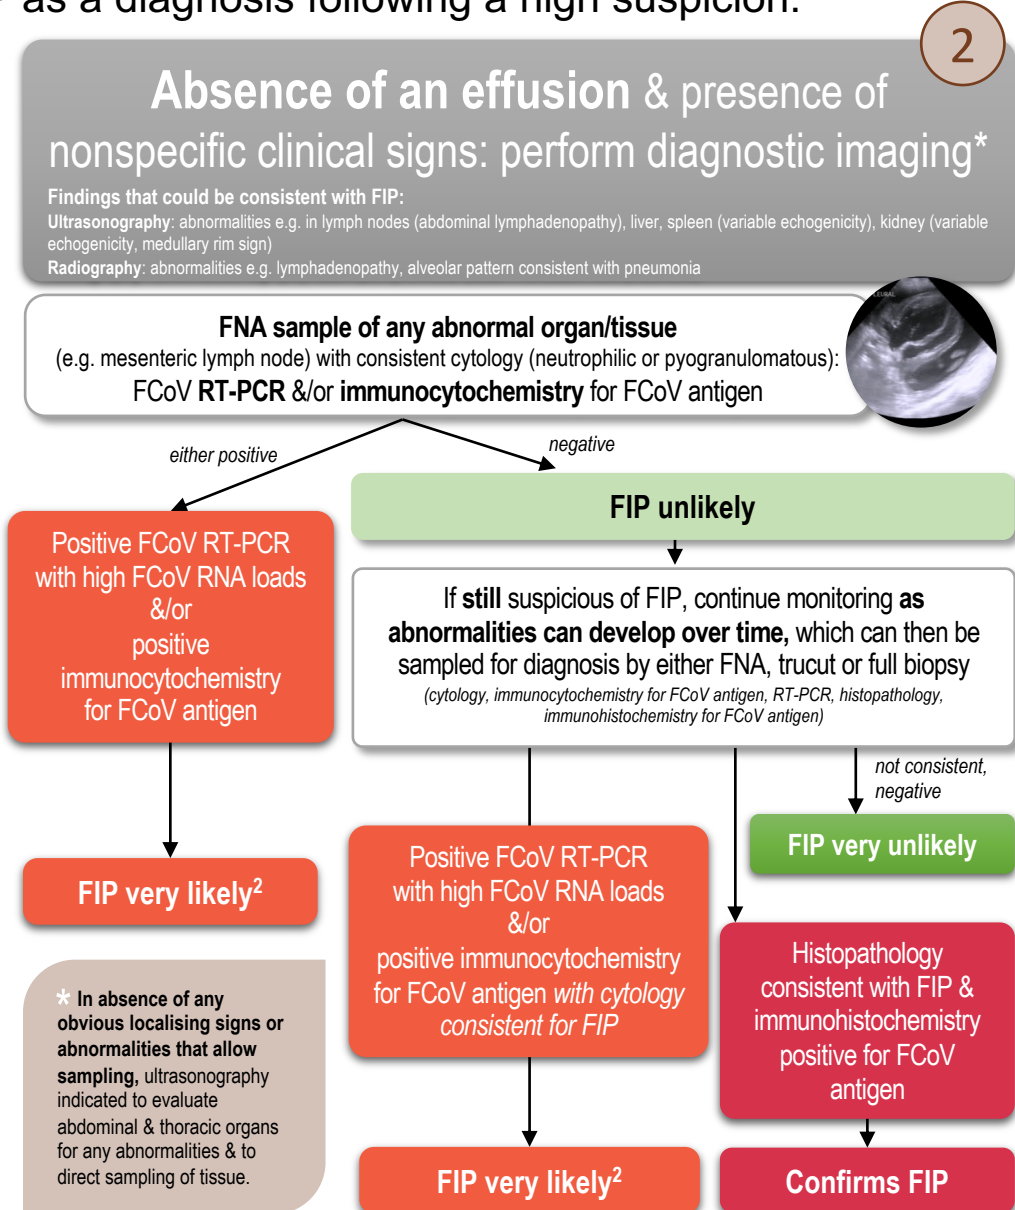 as a diagnosis following a high suspicion.
2
Absence of an effusion & presence of
nonspecific clinical signs: perform diagnostic imaging*
Findings that could be consistent with FIP:
Ultrasonography: abnormalities e.g. in lymph nodes (abdominal lymphadenopathy), liver, spleen (variable echogenicity), kidney (variable
echogenicity, medullary rim sign)
Radiography: abnormalities e.g. lymphadenopathy, alveolar pattern consistent with pneumonia
FNA sample of any abnormal organ/tissue
(e.g. mesenteric lymph node) with consistent cytology (neutrophilic or pyogranulomatous):
FCoV RT-PCR &/or immunocytochemistry for FCoV antigen
either positive
negative
Positive FCoV RT-PCR
with high FCoV RNA loads
&/or
positive
immunocytochemistry
for FCoV antigen
FIP unlikely
If still suspicious of FIP, continue monitoring as
abnormalities can develop over time, which can then be
sampled for diagnosis by either FNA, trucut or full biopsy
(cytology, immunocytochemistry for FCoV antigen, RT-PCR, histopathology,
immunohistochemistry for FCoV antigen)
not consistent,
negative
FIP very unlikely
FIP very likely²
Positive FCoV RT-PCR
with high FCoV RNA loads
&/or
positive immunocytochemistry
for FCoV antigen with cytology
consistent for FIP
Histopathology
consistent with FIP &
immunohistochemistry
positive for FCoV
antigen
* In absence of any
obvious localising signs or
abnormalities that allow
sampling, ultrasonography
indicated to evaluate
abdominal & thoracic organs
for any abnormalities & to
direct sampling of tissue.
FIP very likely²
Confirms FIP